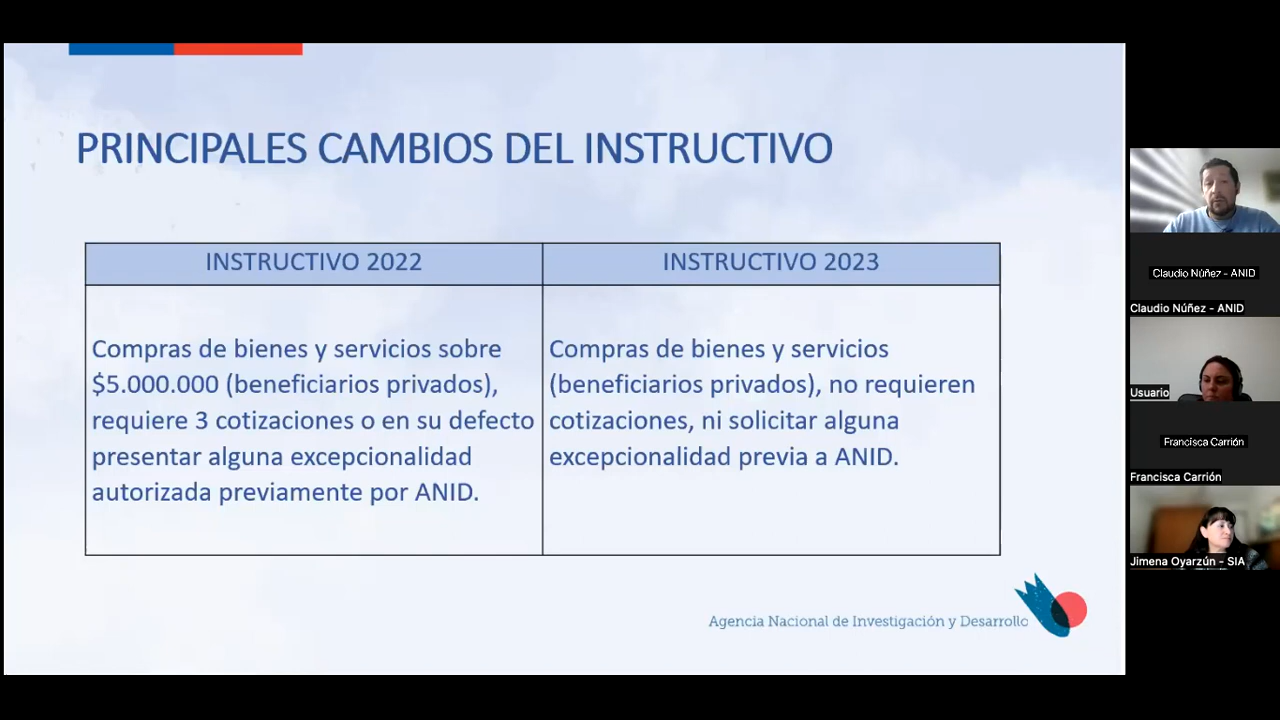 PRINCIPALES CAMBIOS DEL INSTRUCTIVO
INSTRUCTIVO 2022
INSTRUCTIVO 2023
Compras de bienes y servicios sobre
$5.000.000 (beneficiarios privados),
requiere 3 cotizaciones o en su defecto
presentar alguna excepcionalidad
autorizada previamente por ANID.
Compras de bienes y servicios
(beneficiarios privados), no requieren
cotizaciones, ni solicitar alguna
excepcionalidad previa a ANID.
Agencia Nacional de Investigación y Desarrollo
Claudio Núñez - ANID
Claudio Núñez - ANID
Usuario
Francisca Carrión
Francisca Carrión
Jimena Oyarzún - SIA